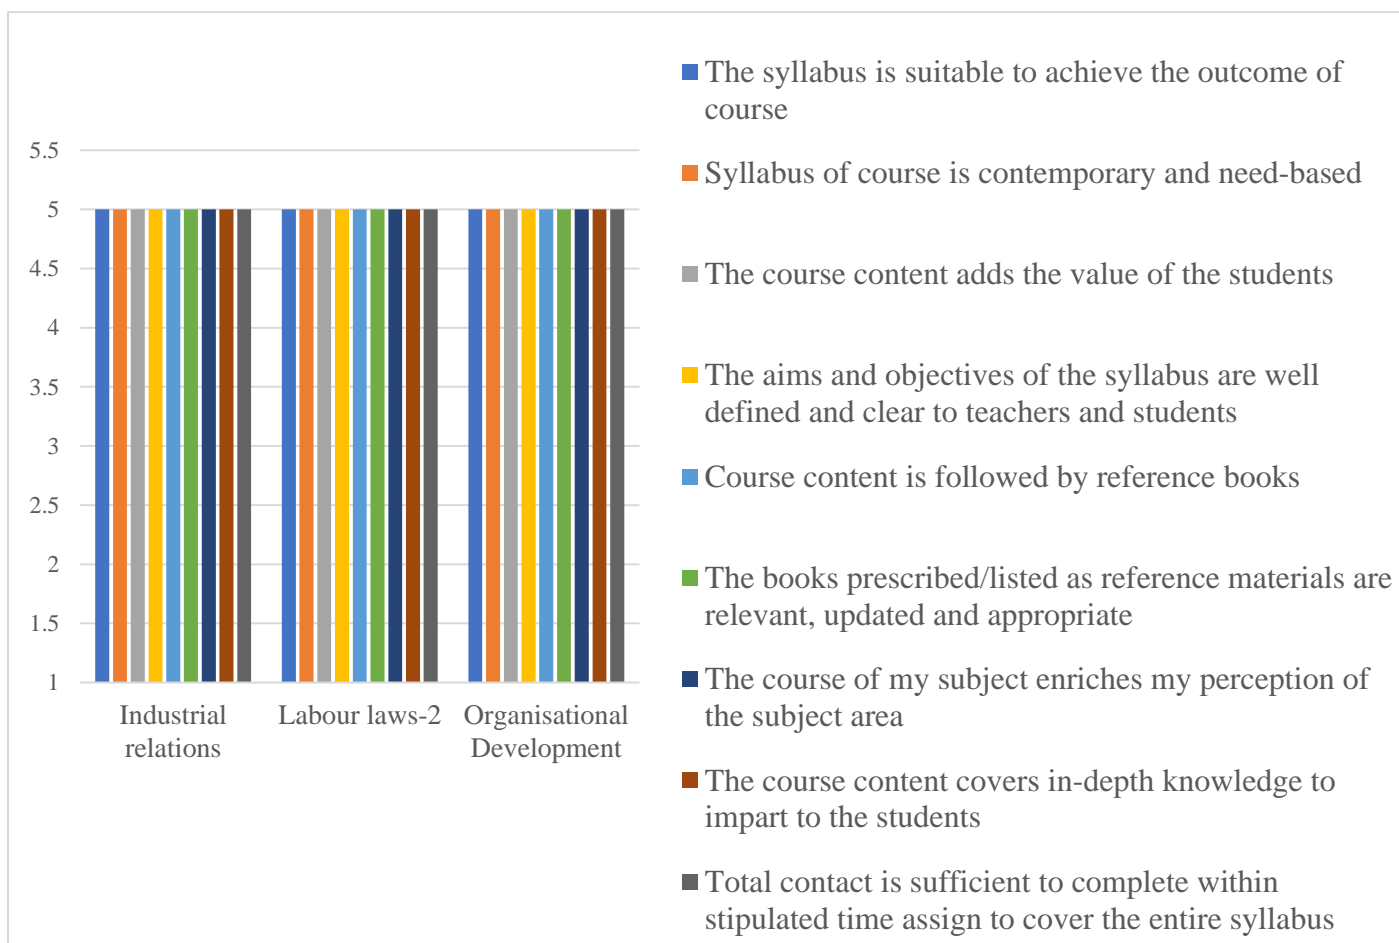 5.5
5
4.5
4
3.5
3
2.5
2
1.5
1
Industrial
relations
Labour laws-2
Organisational
Development
The syllabus is suitable to achieve the outcome of
course
Syllabus of course is contemporary and need-based
The course content adds the value of the students
The aims and objectives of the syllabus are well
defined and clear to teachers and students
Course content is followed by reference books
The books prescribed/listed as reference materials are
relevant, updated and appropriate
The course of my subject enriches my perception of
the subject area
The course content covers in-depth knowledge to
impart to the students
Total contact is sufficient to complete within
stipulated time assign to cover the entire syllabus